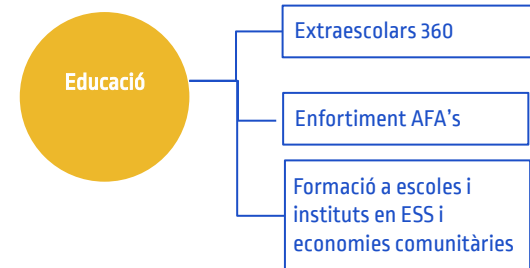 Educació
Extraescolars 360
Enfortiment AFA's
Formació a escoles i
instituts en ESS i
economies comunitàries